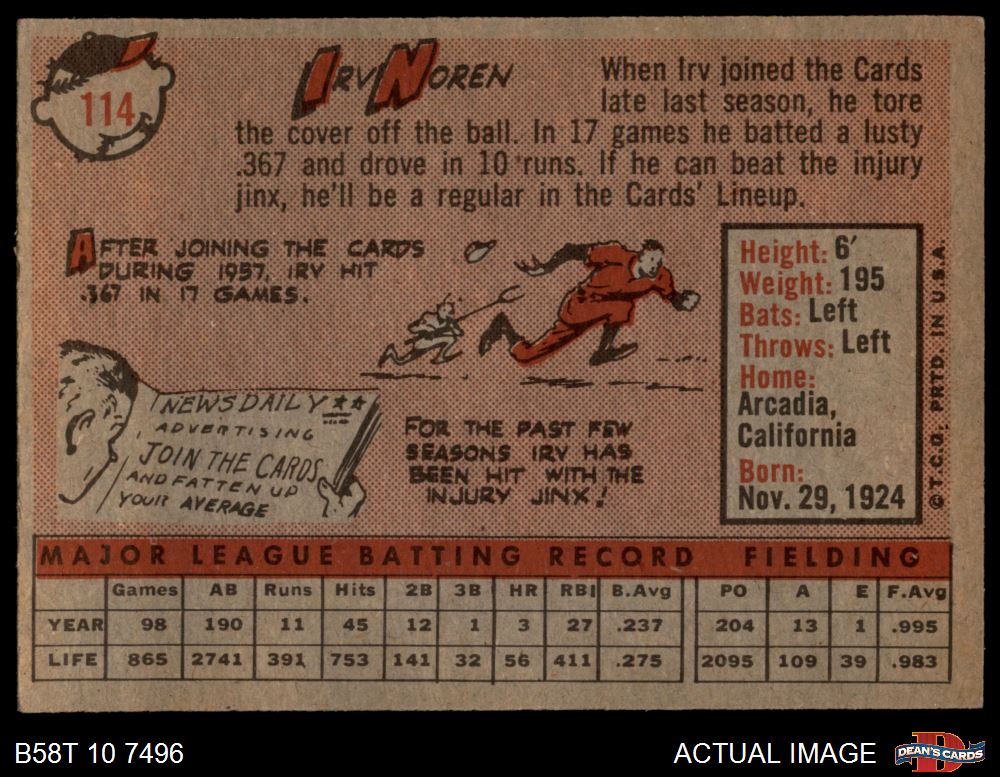 114
IRV NOREN
When Irv joined the Cards
late last season, he tore
the cover off the ball. In 17 games he batted a lusty
.367 and drove in 10 runs. If he can beat the injury
jinx, he'll be a regular in the Cards' Lineup.
AFTER JOINING THE CARDS
DURING 1957, IRV HIT
.367 IN 17 GAMES.
NEWS DAILY
ADVERTISING
JOIN THE CARDS
AND FATTEN UP
YOUR AVERAGE
FOR THE PAST FEW
SEASONS IRV HAS
BEEN HIT WITH THE
INJURY JINX!
Height: 6'
Weight: 195
Bats: Left
Throws: Left
Home:
Arcadia,
California
Born:
Nov. 29, 1924
© T.C.G. PRTD. IN U.S.A.
MAJOR LEAGUE BATTING RECORD FIELDING
Games AB Runs Hits 2B 3B HR RBI B.Avg PO A E F.Avg
YEAR 98 190 11 45 12 1 3 27 .237 204 13 1 .995
LIFE 865 2741 391 753 141 32 56 411 .275 2095 109 39 .983
B58T 10 7496
ACTUAL IMAGE
DEAN'S CARDS